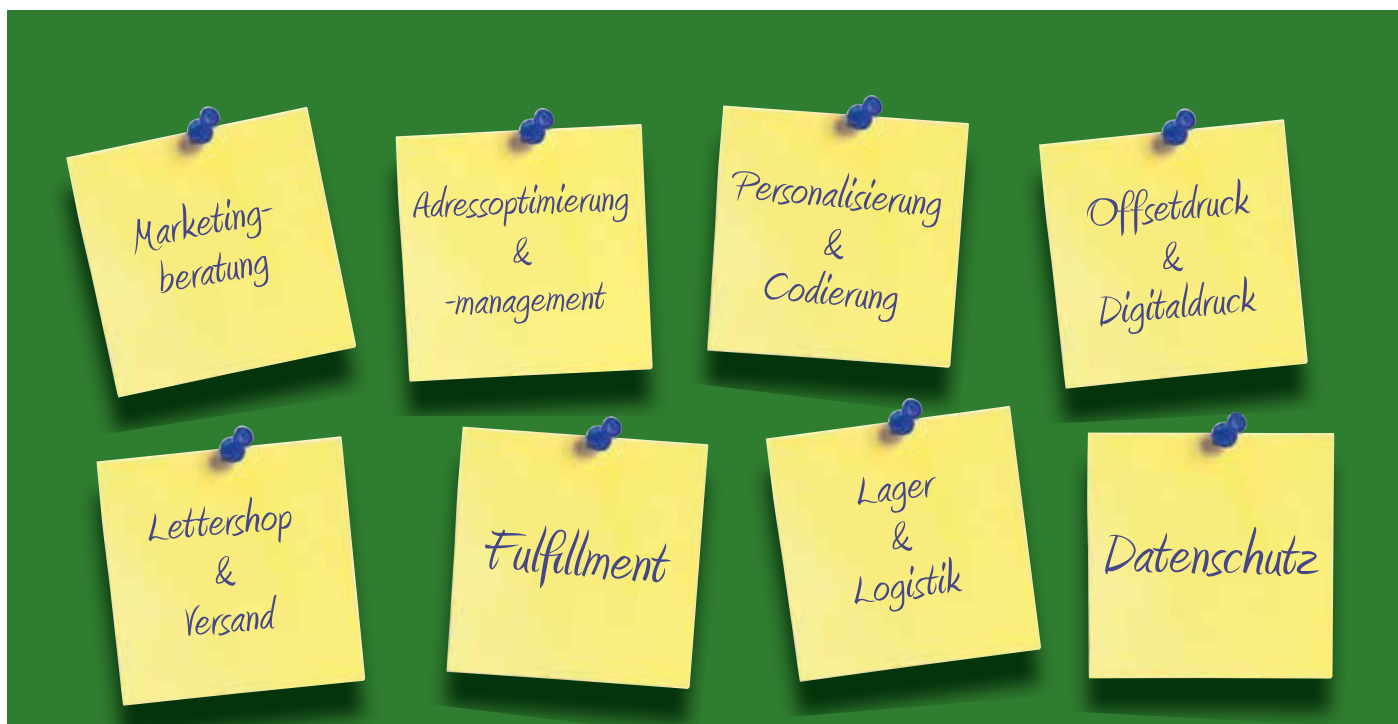 Marketing-
beratung
Adressoptimierung
&
-management
Personalisierung
&
Codierung
Offsetdruck
&
Digitaldruck
Lettershop
&
Versand
Fulfillment
Lager
&
Logistik
Datenschutz